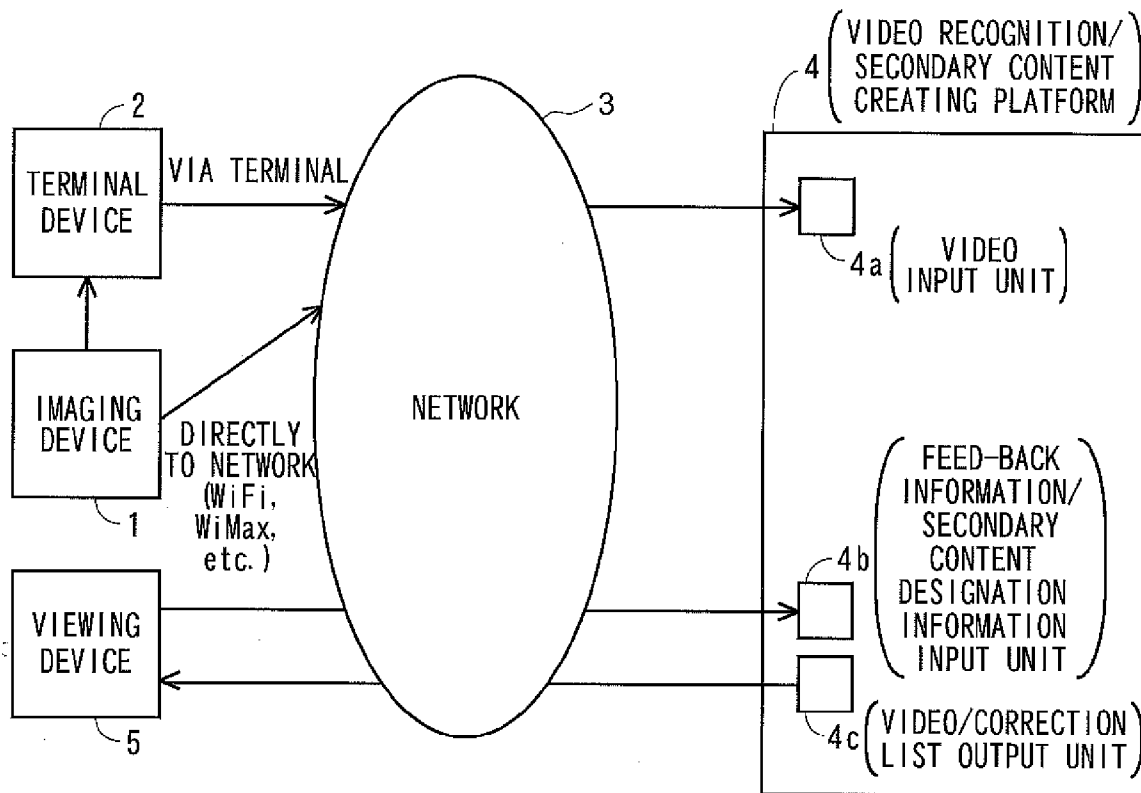 4 (VIDEO RECOGNITION/
SECONDARY CONTENT
CREATING PLATFORM)
2
TERMINAL
DEVICE
VIA TERMINAL
3
4a (VIDEO
INPUT UNIT)
IMAGING
DEVICE
1
DIRECTLY
TO NETWORK
(WiFi,
WiMax,
etc.)
NETWORK
4b (FEED-BACK
INFORMATION/
SECONDARY
CONTENT
DESIGNATION
INFORMATION
INPUT UNIT)
VIEWING
DEVICE
5
4c (VIDEO/CORRECTION
LIST OUTPUT UNIT)